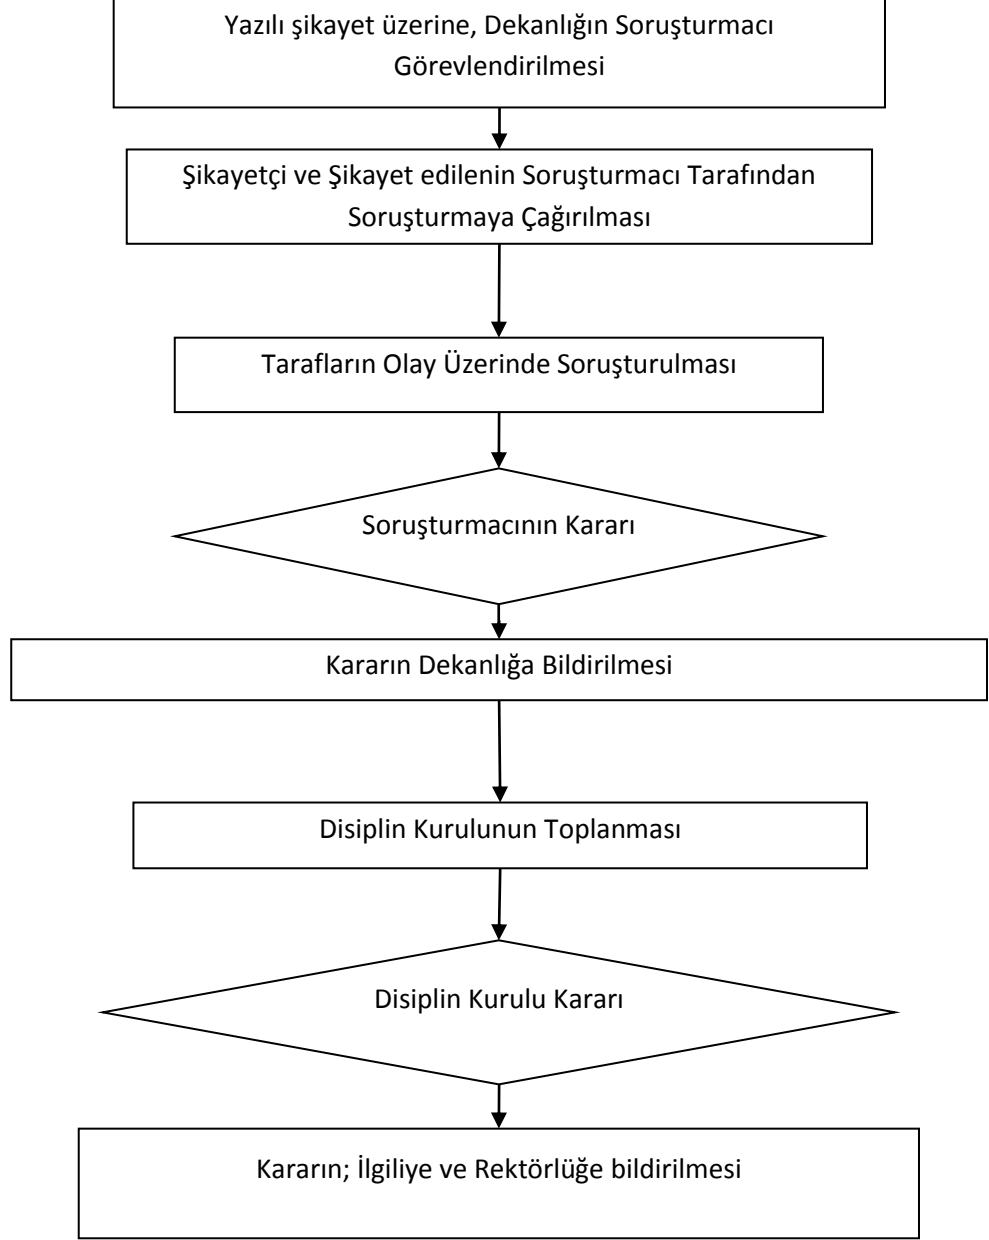 Yazılı şikayet üzerine, Dekanlığın Soruşturmacı
Görevlendirilmesi
Şikayetçi ve Şikayet edilenin Soruşturmacı Tarafından
Soruşturmaya Çağırılması
Tarafların Olay Üzerinde Soruşturulması
Soruşturmacının Kararı
Kararın Dekanlığa Bildirilmesi
Disiplin Kurulunun Toplanması
Disiplin Kurulu Kararı
Kararın; İlgiliye ve Rektörlüğe bildirilmesi